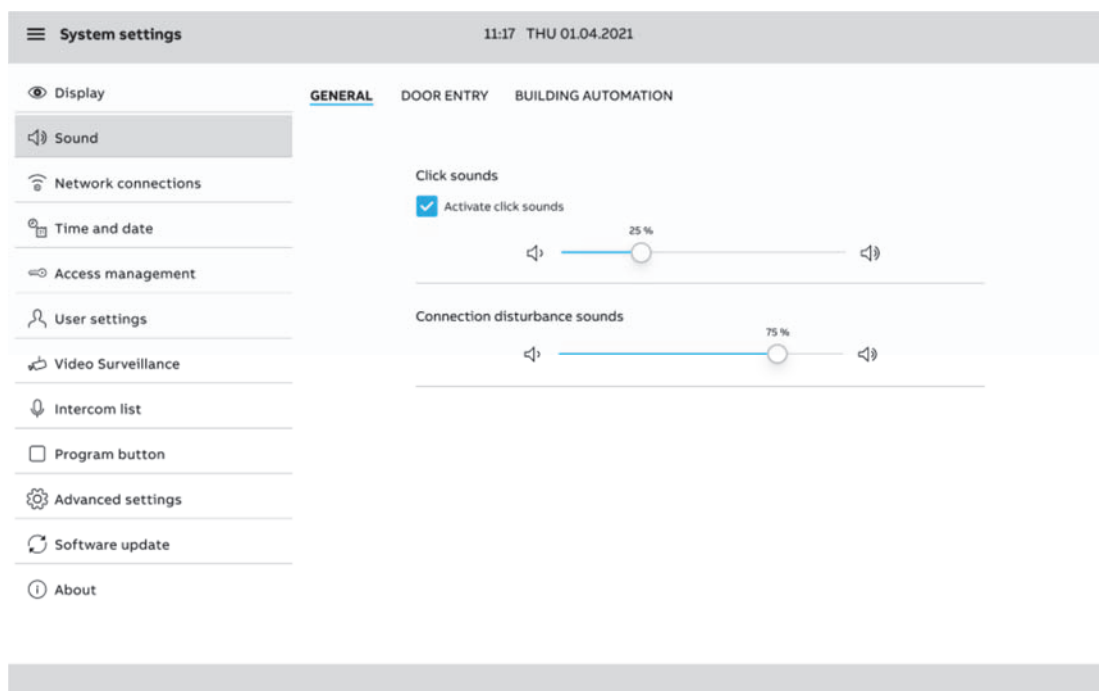 System settings
11:17 THU 01.04.2021
Display
Sound
Network connections
Time and date
Access management
User settings
Video Surveillance
Intercom list
Program button
Advanced settings
Software update
About
GENERAL DOOR ENTRY BUILDING AUTOMATION
Click sounds
Activate click sounds
25 %
Connection disturbance sounds
75 %